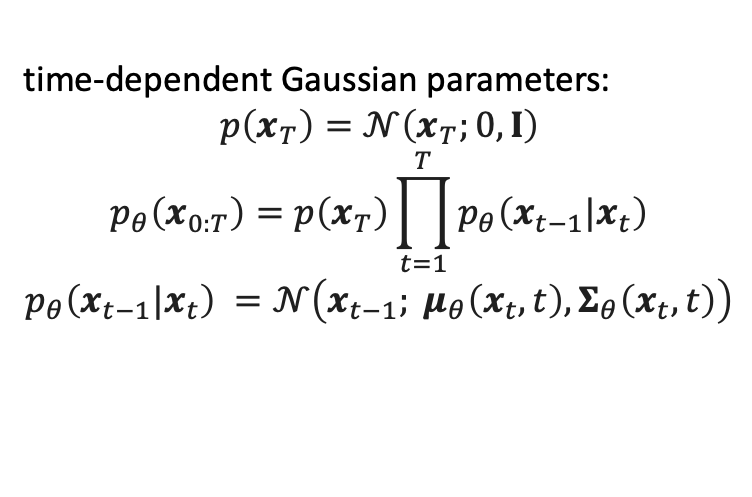 time-dependent Gaussian parameters:
𝑝(𝒙_𝑇) = 𝒩(𝒙_𝑇; 0, 𝐈)
𝑝_𝜃(𝒙_{0:𝑇}) = 𝑝(𝒙_𝑇) ∏_{𝑡=1}^{𝑇} 𝑝_𝜃(𝒙_{𝑡−1}|𝒙_𝑡)
𝑝_𝜃(𝒙_{𝑡−1}|𝒙_𝑡) = 𝒩(𝒙_{𝑡−1}; 𝝁_𝜃(𝒙_𝑡, 𝑡), 𝚺_𝜃(𝒙_𝑡, 𝑡))